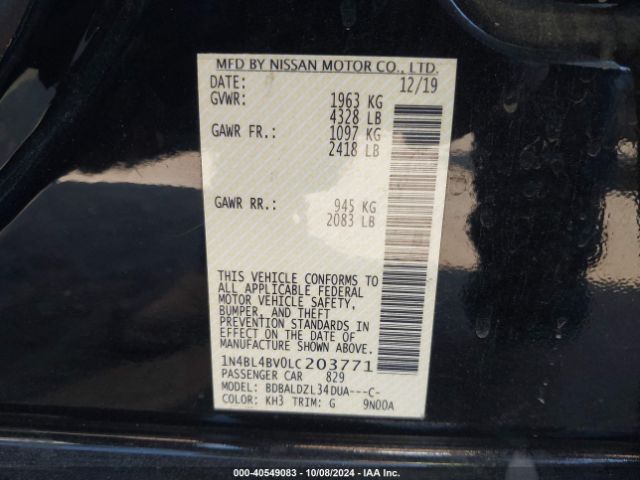 MFD BY NISSAN MOTOR CO., LTD.
DATE: 12/19
GVWR: 1963 KG
4328 LB
GAWR FR.: 1097 KG
2418 LB
GAWR RR.: 945 KG
2083 LB
THIS VEHICLE CONFORMS TO
ALL APPLICABLE FEDERAL
MOTOR VEHICLE SAFETY,
BUMPER, AND THEFT
PREVENTION STANDARDS IN
EFFECT ON THE DATE OF
MANUFACTURE SHOWN ABOVE.
1N4BL4BV0LC203771
PASSENGER CAR 829
MODEL: BDBALDZL34DUA---C-
COLOR: KH3 TRIM: G 9N00A
000-40549083 - 10/08/2024 - IAA Inc.